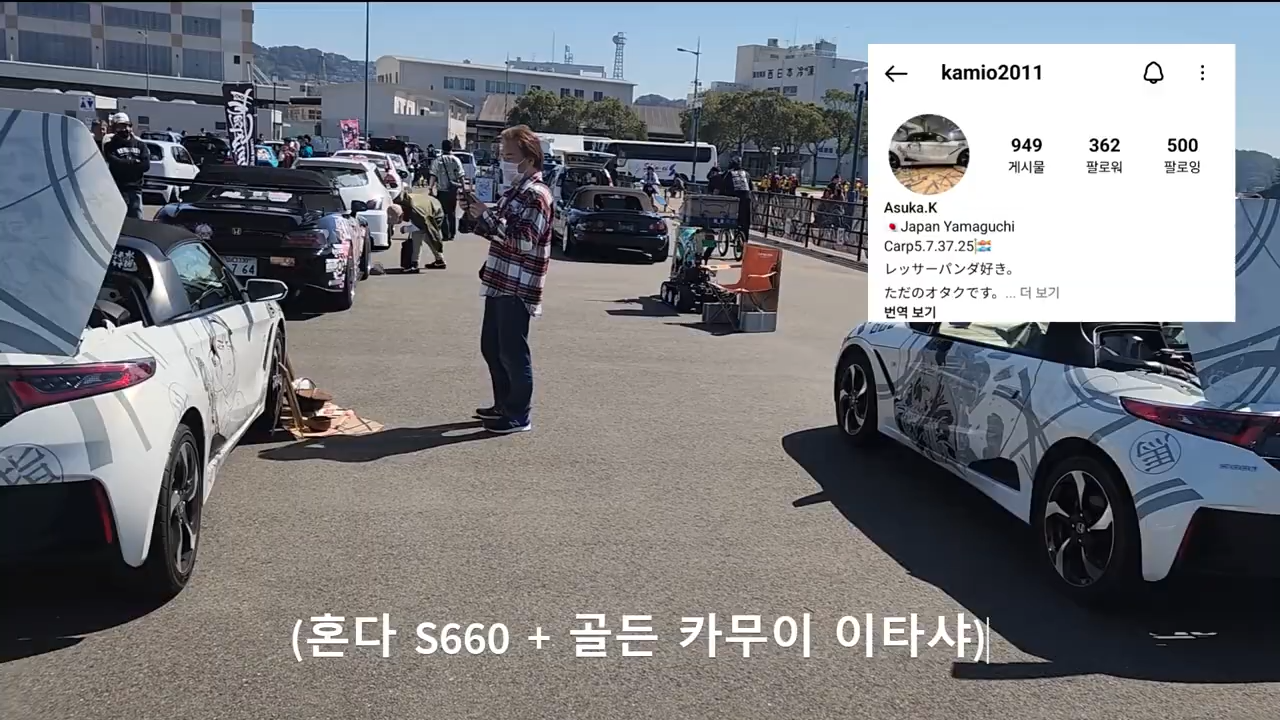 kamio2011
949 362 500
게시물 팔로워 팔로잉
Asuka.K
🇯🇵Japan Yamaguchi
Carp5.7.37.25🎏
レッサーパンダ好き。
ただのオタクです。... 더 보기
번역 보기
(혼다 S660 + 골든 카무이 이타샤)